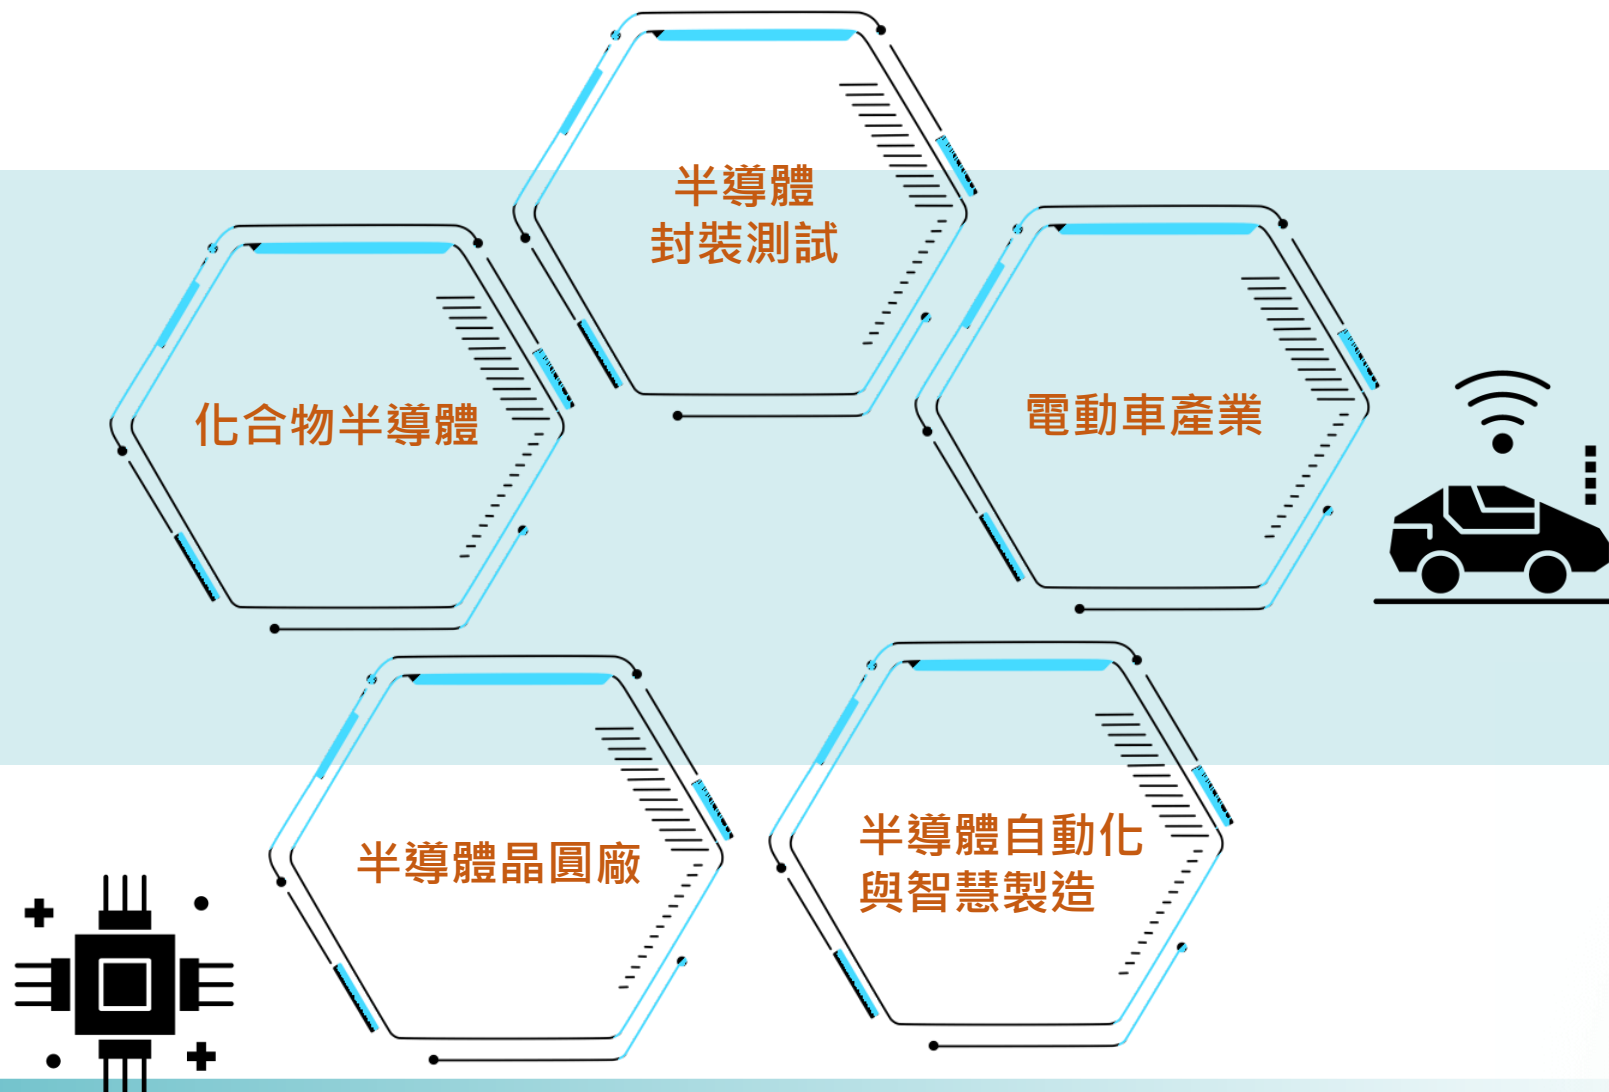 半導體
封裝測試
化合物半導體
電動車產業
半導體晶圓廠
半導體自動化
與智慧製造